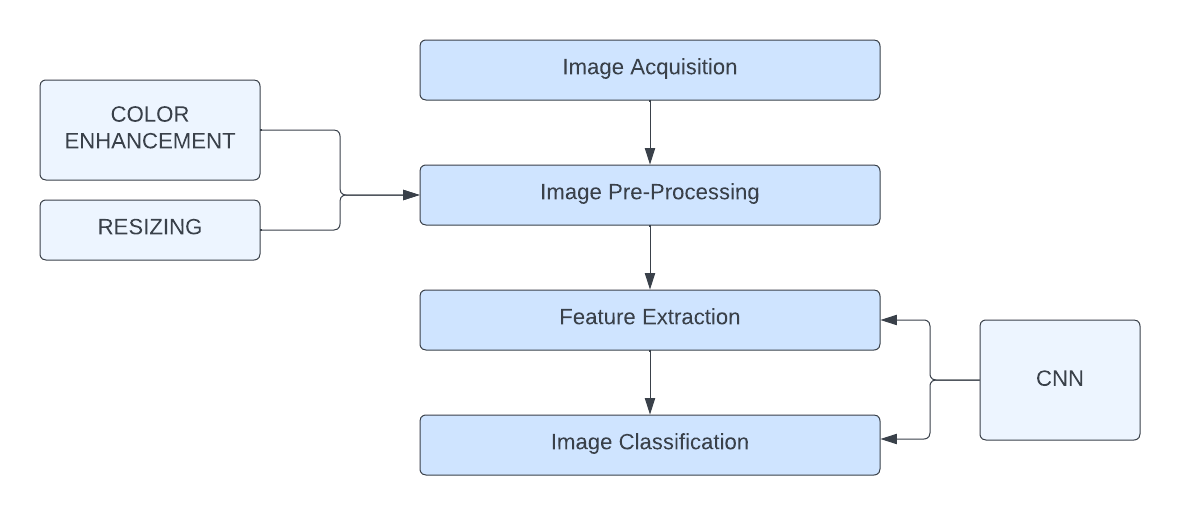 Image Acquisition
COLOR
ENHANCEMENT
Image Pre-Processing
RESIZING
Feature Extraction
CNN
Image Classification